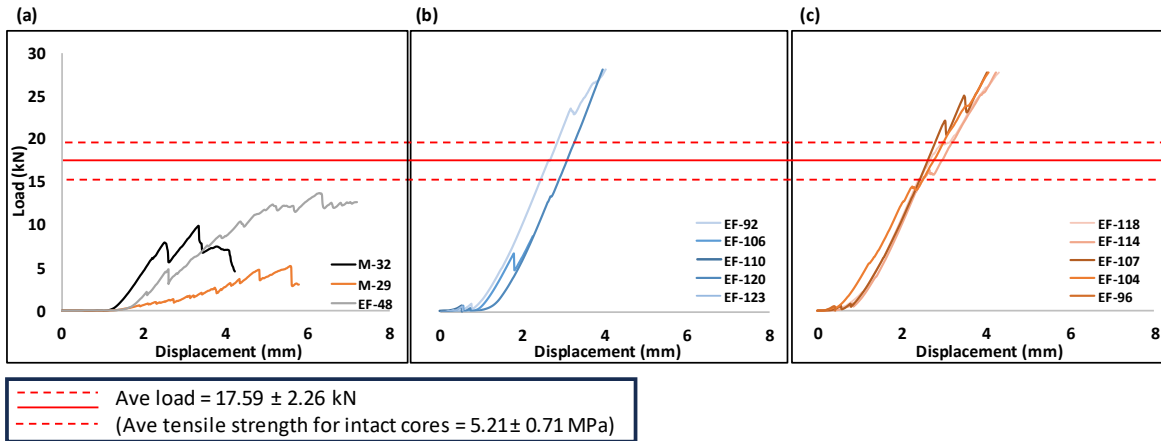 (a)
(b)
(c)
Load (kN)
30
25
20
15
10
5
0
M-32
M-29
EF-48
0 2 4 6 8
Displacement (mm)
EF-92
EF-106
EF-110
EF-120
EF-123
0 2 4 6 8
Displacement (mm)
EF-118
EF-114
EF-107
EF-104
EF-96
0 2 4 6 8
Displacement (mm)
Ave load = 17.59 ± 2.26 kN
(Ave tensile strength for intact cores = 5.21± 0.71 MPa)